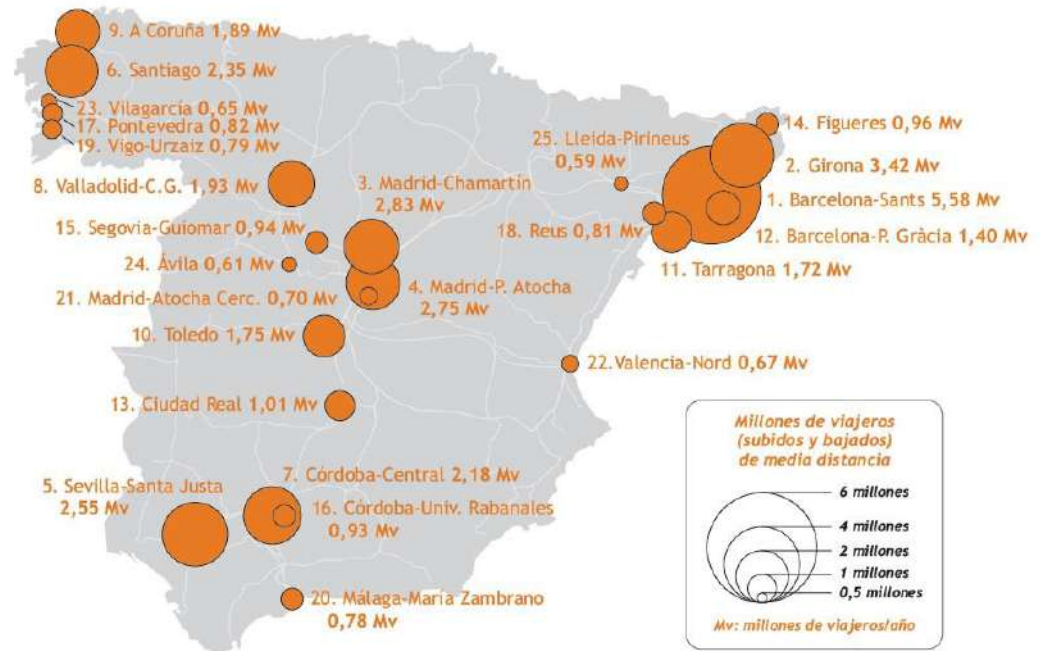 9. A Coruña 1,89 Mv
6. Santiago 2,35 Mv
23. Vilagarcía 0,65 Mv
17. Pontevedra 0,82 Mv
19. Vigo-Urzaiz 0,79 Mv
8. Valladolid-C.G. 1,93 Mv
3. Madrid-Chamartín
2,83 Mv
25. Lleida-Pirineus
0,59 Mv
14. Figueres 0,96 Mv
2. Girona 3,42 Mv
1. Barcelona-Sants 5,58 Mv
12. Barcelona-P. Gràcia 1,40 Mv
18. Reus 0,81 Mv
11. Tarragona 1,72 Mv
15. Segovia-Guiomar 0,94 Mv
24. Ávila 0,61 Mv
21. Madrid-Atocha Cerc. 0,70 Mv
4. Madrid-P. Atocha
2,75 Mv
10. Toledo 1,75 Mv
22. Valencia-Nord 0,67 Mv
13. Ciudad Real 1,01 Mv
7. Córdoba-Central 2,18 Mv
5. Sevilla-Santa Justa
2,55 Mv
16. Córdoba-Univ. Rabanales
0,93 Mv
20. Málaga-María Zambrano
0,78 Mv
Millones de viajeros
(subidos y bajados)
de media distancia
6 millones
4 millones
2 millones
1 millones
0,5 millones
Mv: millones de viajeros/año